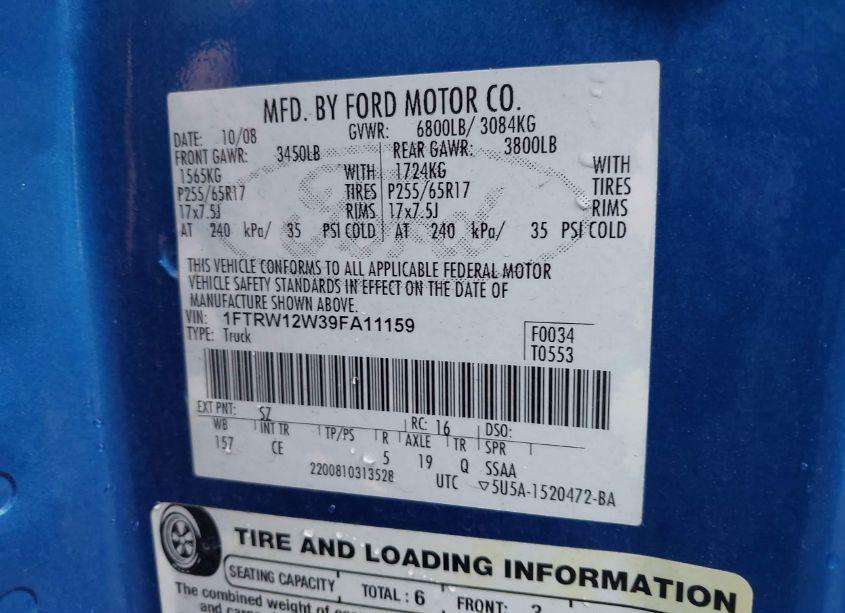 MFD. BY FORD MOTOR CO.
DATE: 10/08 GVWR: 6800LB/ 3084KG
FRONT GAWR: 3450LB REAR GAWR: 3800LB
1565KG WITH 1724KG WITH
P255/65R17 TIRES P255/65R17 TIRES
17x7.5J RIMS 17x7.5J RIMS
AT 240 kPa/ 35 PSI COLD AT 240 kPa/ 35 PSI COLD
THIS VEHICLE CONFORMS TO ALL APPLICABLE FEDERAL MOTOR
VEHICLE SAFETY STANDARDS IN EFFECT ON THE DATE OF
MANUFACTURE SHOWN ABOVE.
VIN: 1FTRW12W39FA11159
TYPE: Truck
F0034
T0553
EXT PNT: SZ RC: 16 DSO:
WB INT TR TP/PS R AXLE TR SPR
157 CE 5 19 Q SSAA
2200810313528 UTC ▽5U5A-1520472-BA
TIRE AND LOADING INFORMATION
SEATING CAPACITY TOTAL: 6 FRONT: 3
The combined weight of